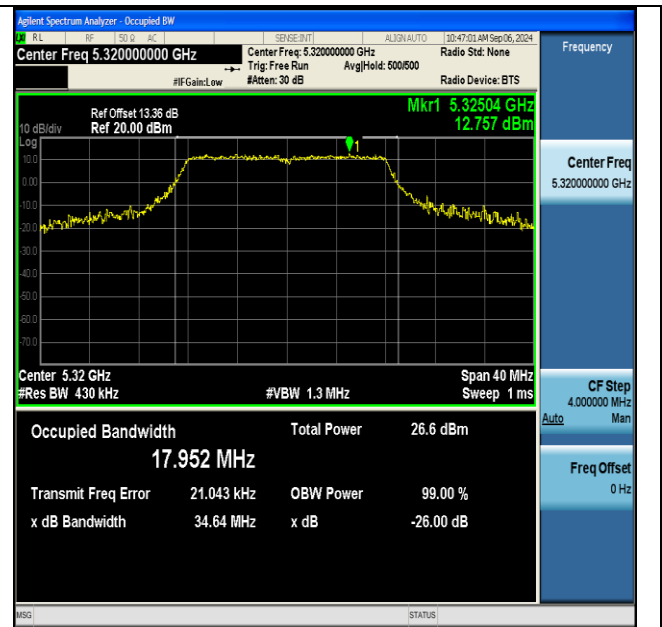 Agilent Spectrum Analyzer - Occupied BW
LXI RL RF 50 Ω AC SENSE:INT ALIGN AUTO 10:47:01 AM Sep 06, 2024
Center Freq 5.320000000 GHz Center Freq: 5.320000000 GHz Radio Std: None
Trig: Free Run Avg|Hold: 500/500
#IFGain:Low #Atten: 30 dB Radio Device: BTS
Ref Offset 13.36 dB Mkr1 5.32504 GHz
10 dB/div Ref 20.00 dBm 12.757 dBm
Log
1
10.0
0.00
-10.0
-20.0
-30.0
-40.0
-50.0
-60.0
-70.0
Center 5.32 GHz Span 40 MHz
#Res BW 430 kHz #VBW 1.3 MHz Sweep 1 ms
Occupied Bandwidth Total Power 26.6 dBm
17.952 MHz
Transmit Freq Error 21.043 kHz OBW Power 99.00 %
x dB Bandwidth 34.64 MHz x dB -26.00 dB
MSG STATUS
Frequency
Center Freq
5.320000000 GHz
CF Step
4.000000 MHz
Auto Man
Freq Offset
0 Hz